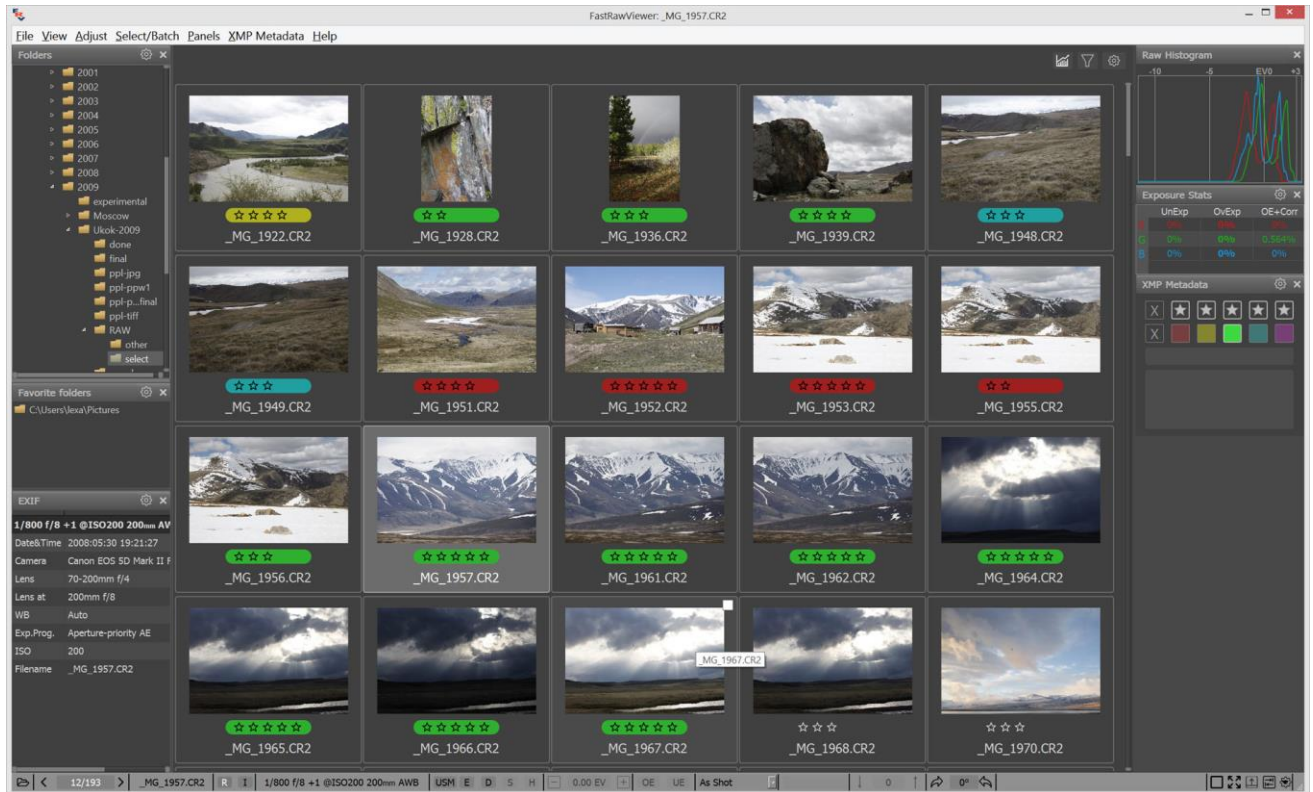 FastRawViewer: _MG_1957.CR2
File View Adjust Select/Batch Panels XMP Metadata Help
Folders
2001
2002
2003
2004
2005
2006
2007
2008
2009
experimental
Moscow
Ukok-2009
done
final
ppl-jpg
ppl-ppw1
ppl-p...final
ppl-tiff
RAW
other
select
Favorite folders
C:\Users\lexa\Pictures
EXIF
1/800 f/8 +1 @ISO200 200mm AW
Date&Time 2008:05:30 19:21:27
Camera Canon EOS 5D Mark II F
Lens 70-200mm f/4
Lens at 200mm f/8
WB Auto
Exp.Prog. Aperture-priority AE
ISO 200
Filename _MG_1957.CR2
_MG_1922.CR2 _MG_1928.CR2 _MG_1936.CR2 _MG_1939.CR2 _MG_1948.CR2
_MG_1949.CR2 _MG_1951.CR2 _MG_1952.CR2 _MG_1953.CR2 _MG_1955.CR2
_MG_1956.CR2 _MG_1957.CR2 _MG_1961.CR2 _MG_1962.CR2 _MG_1964.CR2
_MG_1967.CR2
_MG_1965.CR2 _MG_1966.CR2 _MG_1967.CR2 _MG_1968.CR2 _MG_1970.CR2
Raw Histogram
-10 -5 EV0 +3
Exposure Stats
UnExp OvExp OE+Corr
R 0% 0% 0%
G 0% 0% 0.564%
B 0% 0% 0%
XMP Metadata
X
X
12/193 _MG_1957.CR2 R I 1/800 f/8 +1 @ISO200 200mm AWB USM E D S H 0.00 EV OE UE As Shot 0 0°